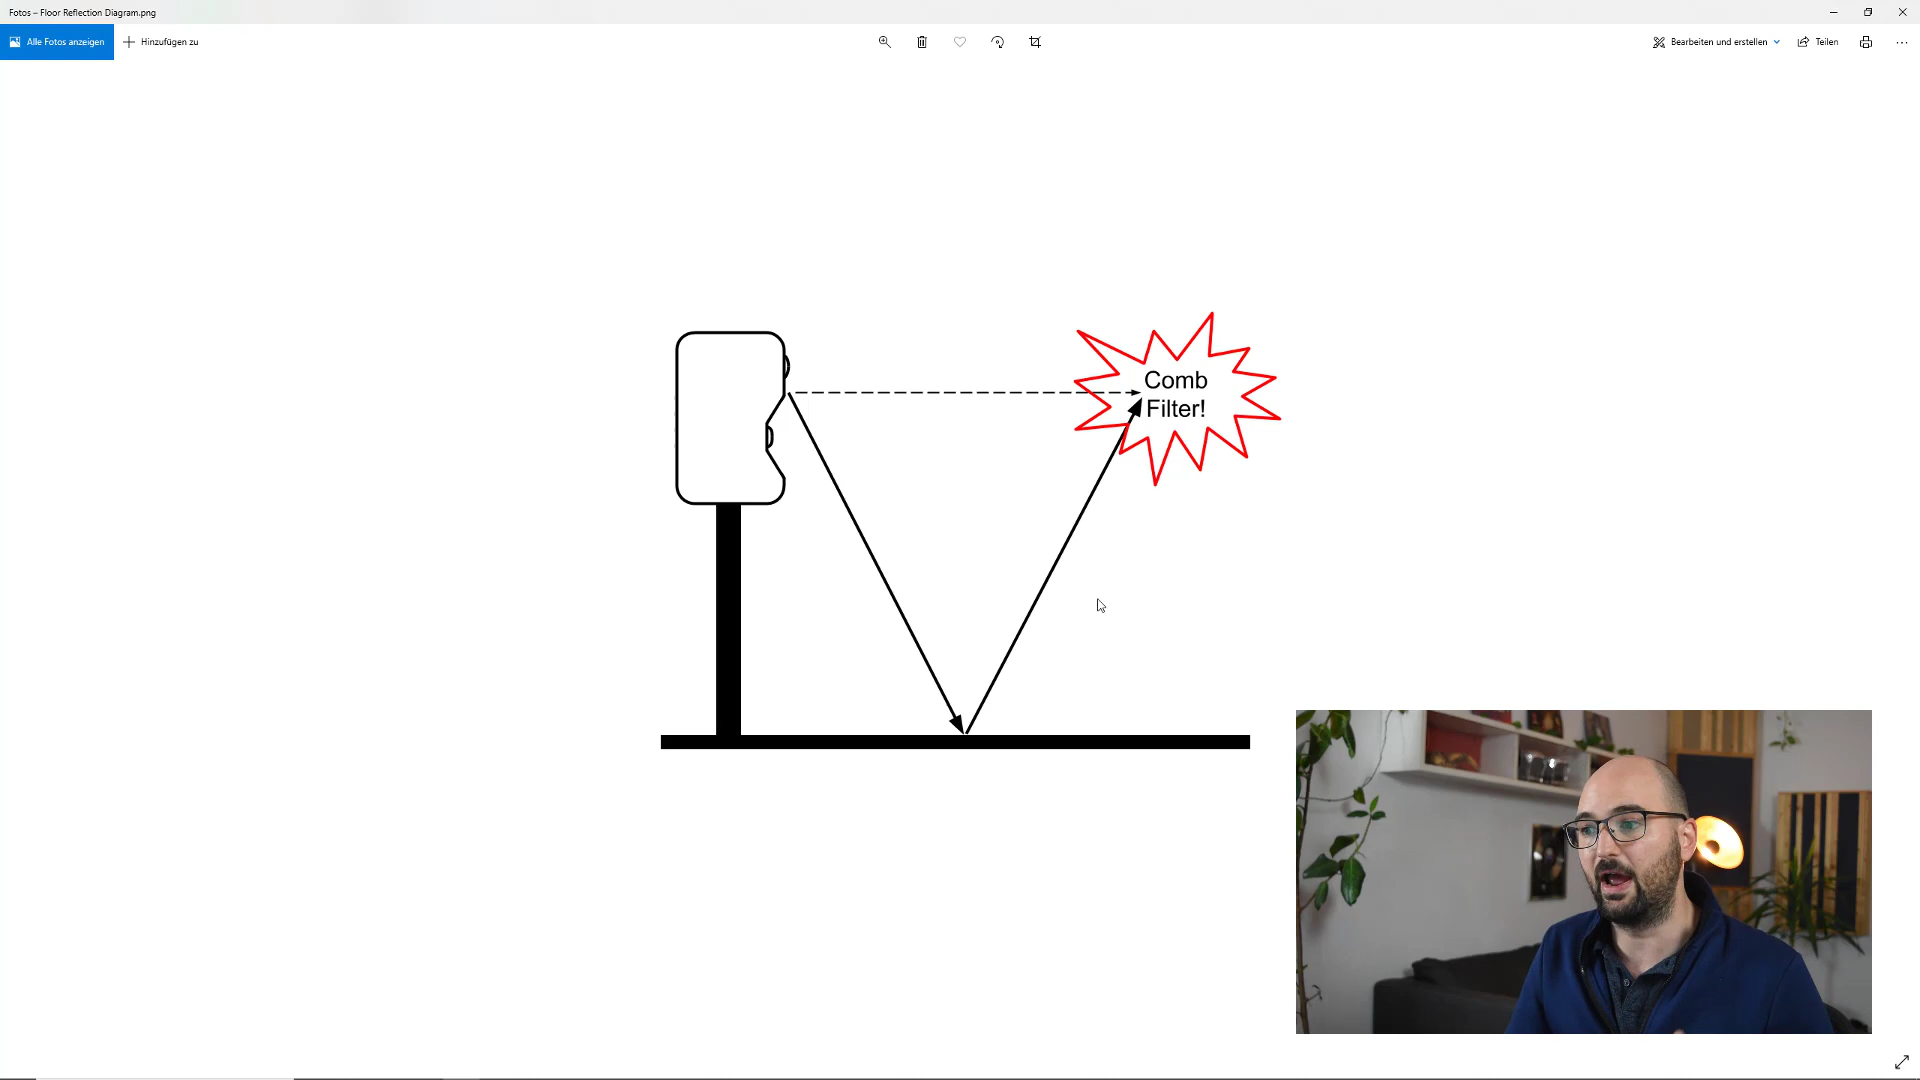 Fotos – Floor Reflection Diagram.png
Alle Fotos anzeigen
Hinzufügen zu
Bearbeiten und erstellen
Teilen
Comb
Filter!